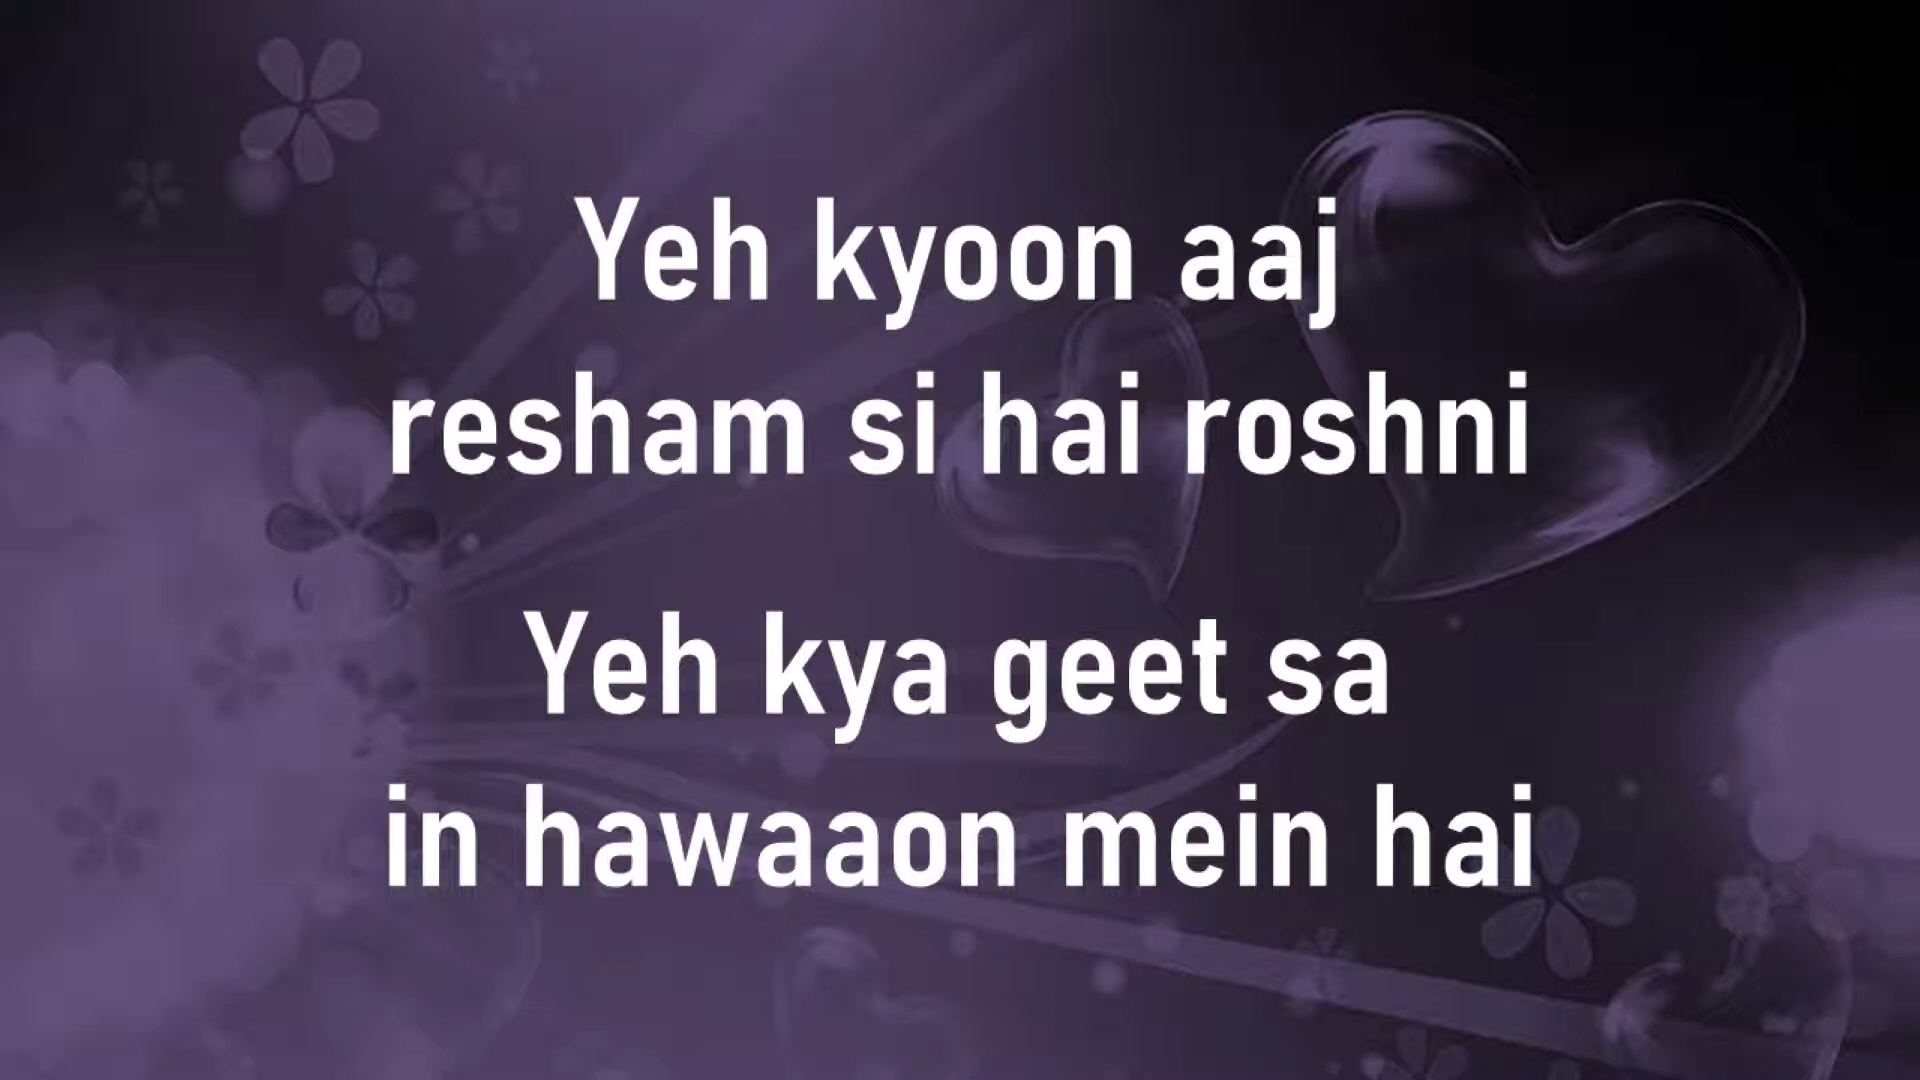 Yeh kyoon aaj
resham si hai roshni
Yeh kya geet sa
in hawaaon mein hai